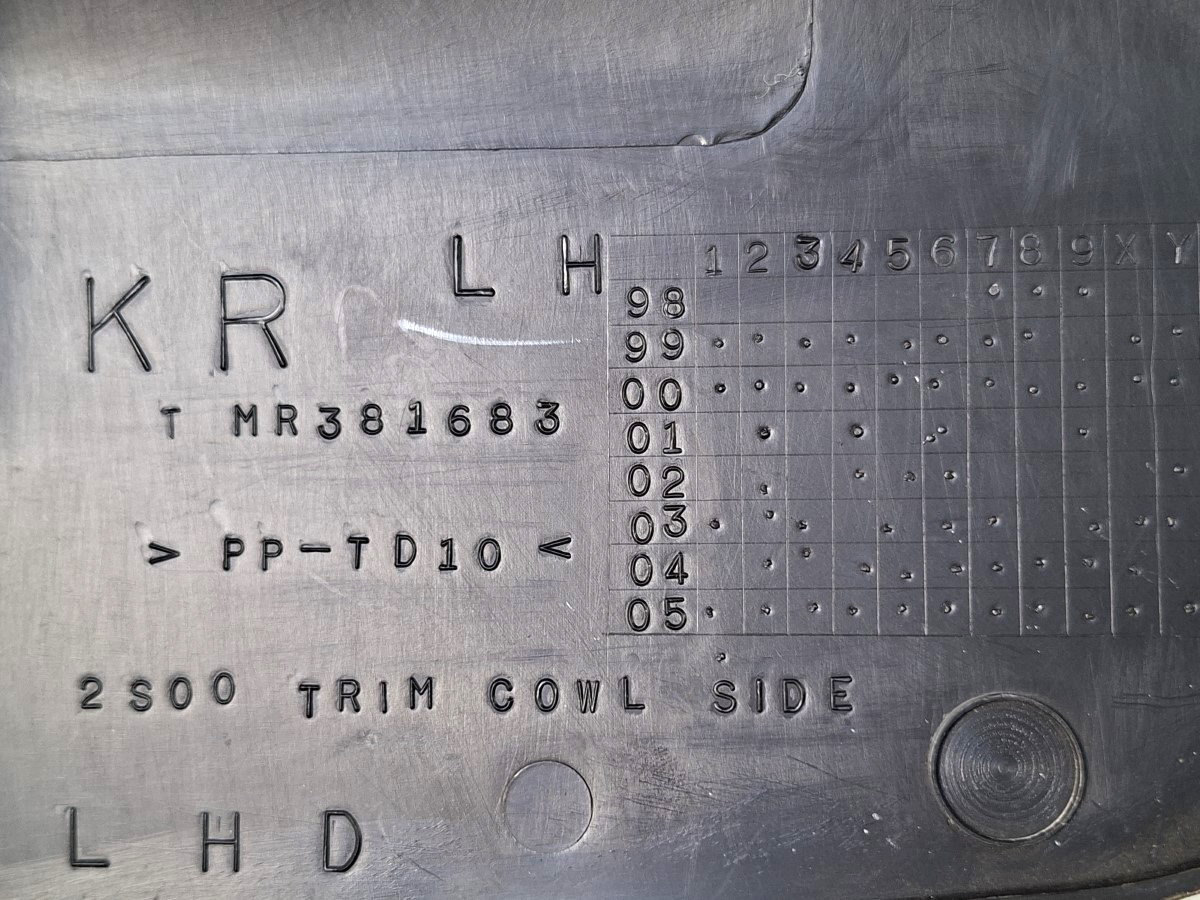 KR
LH
T MR381683
> PP-TD10 <
2S00 TRIM COWL SIDE
LHD
1 2 3 4 5 6 7 8 9 X Y
98
99
00
01
02
03
04
05